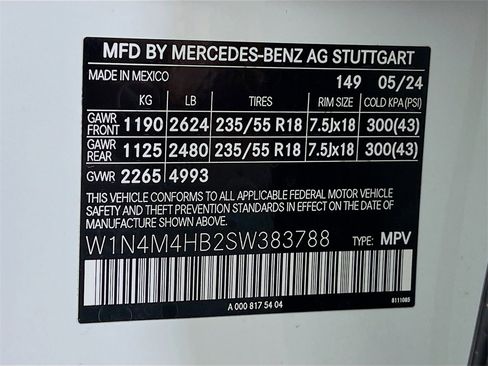 MFD BY MERCEDES-BENZ AG STUTTGART
MADE IN MEXICO 149 05/24
KG LB TIRES RIM SIZE COLD KPA (PSI)
GAWR FRONT 1190 2624 235/55 R18 7.5Jx18 300(43)
GAWR REAR 1125 2480 235/55 R18 7.5Jx18 300(43)
GVWR 2265 4993
THIS VEHICLE CONFORMS TO ALL APPLICABLE FEDERAL MOTOR VEHICLE
SAFETY AND THEFT PREVENTION STANDARDS IN EFFECT ON THE DATE OF
MANUFACTURE SHOWN ABOVE.
W1N4M4HB2SW383788 TYPE: MPV
A 000 817 54 04
8111085